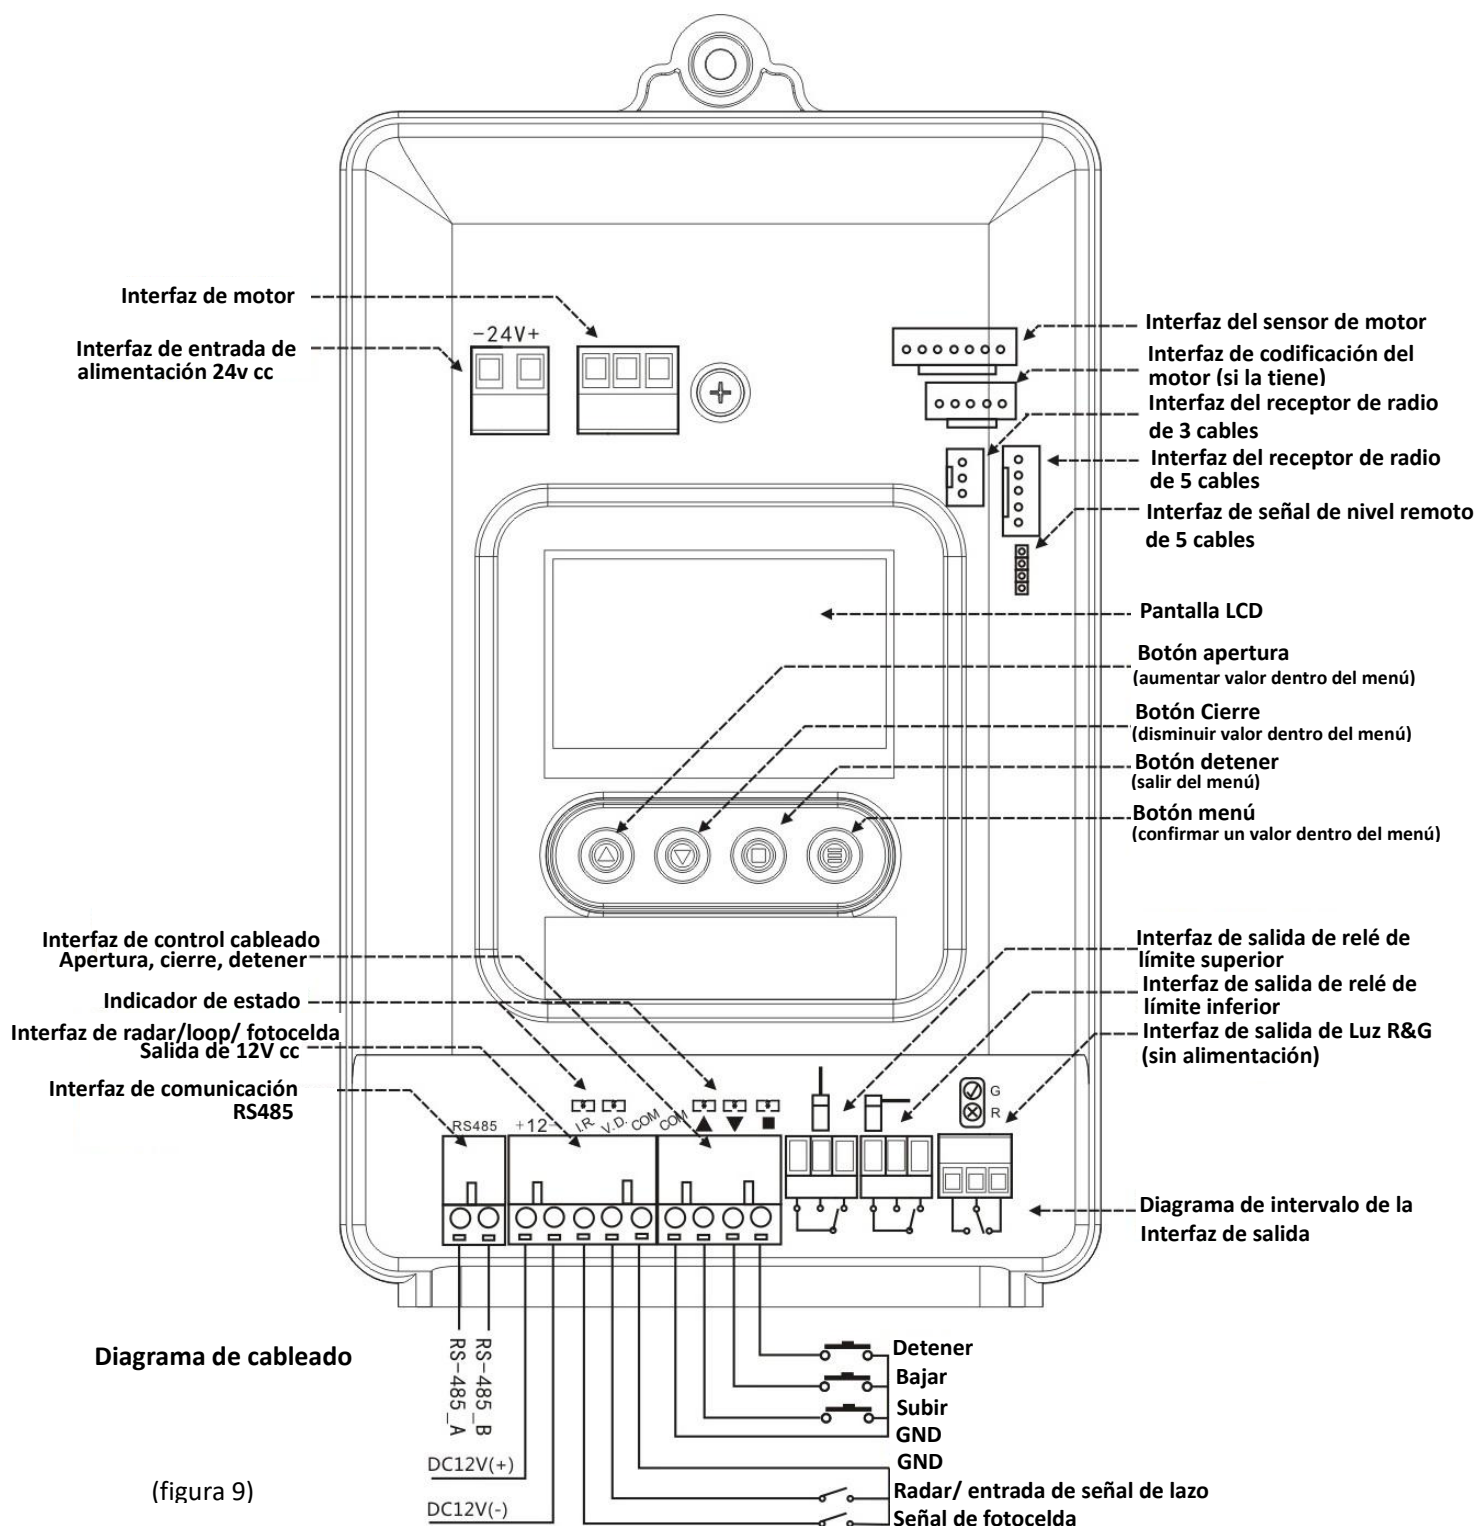 Interfaz de motor
-24V+
Interfaz de entrada de
alimentación 24v cc
Interfaz del sensor de motor
Interfaz de codificación del
motor (si la tiene)
Interfaz del receptor de radio
de 3 cables
Interfaz del receptor de radio
de 5 cables
Interfaz de señal de nivel remoto
de 5 cables
Pantalla LCD
Botón apertura
(aumentar valor dentro del menú)
Botón Cierre
(disminuir valor dentro del menú)
Botón detener
(salir del menú)
Botón menú
(confirmar un valor dentro del menú)
Interfaz de control cableado
Apertura, cierre, detener
Indicador de estado
Interfaz de radar/loop/ fotocelda
Salida de 12V cc
Interfaz de comunicación
RS485
Interfaz de salida de relé de
límite superior
Interfaz de salida de relé de
límite inferior
Interfaz de salida de Luz R&G
(sin alimentación)
G
R
RS485
+12-
I.R.
V.D.
COM
COM
▲
▼
■
Diagrama de intervalo de la
Interfaz de salida
Diagrama de cableado
RS-485_A
RS-485_B
Detener
Bajar
Subir
GND
GND
DC12V(+)
Radar/ entrada de señal de lazo
(figura 9)
DC12V(-)
Señal de fotocelda